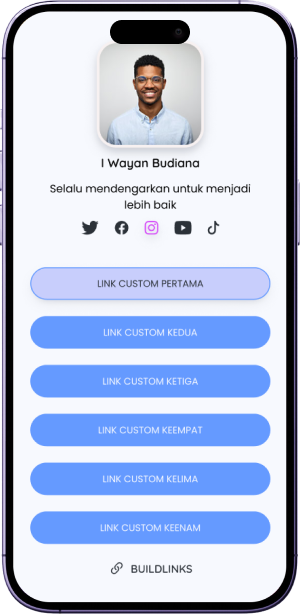 I Wayan Budiana
Selalu mendengarkan untuk menjadi
lebih baik
LINK CUSTOM PERTAMA
LINK CUSTOM KEDUA
LINK CUSTOM KETIGA
LINK CUSTOM KEEMPAT
LINK CUSTOM KELIMA
LINK CUSTOM KEENAM
BUILDLINKS